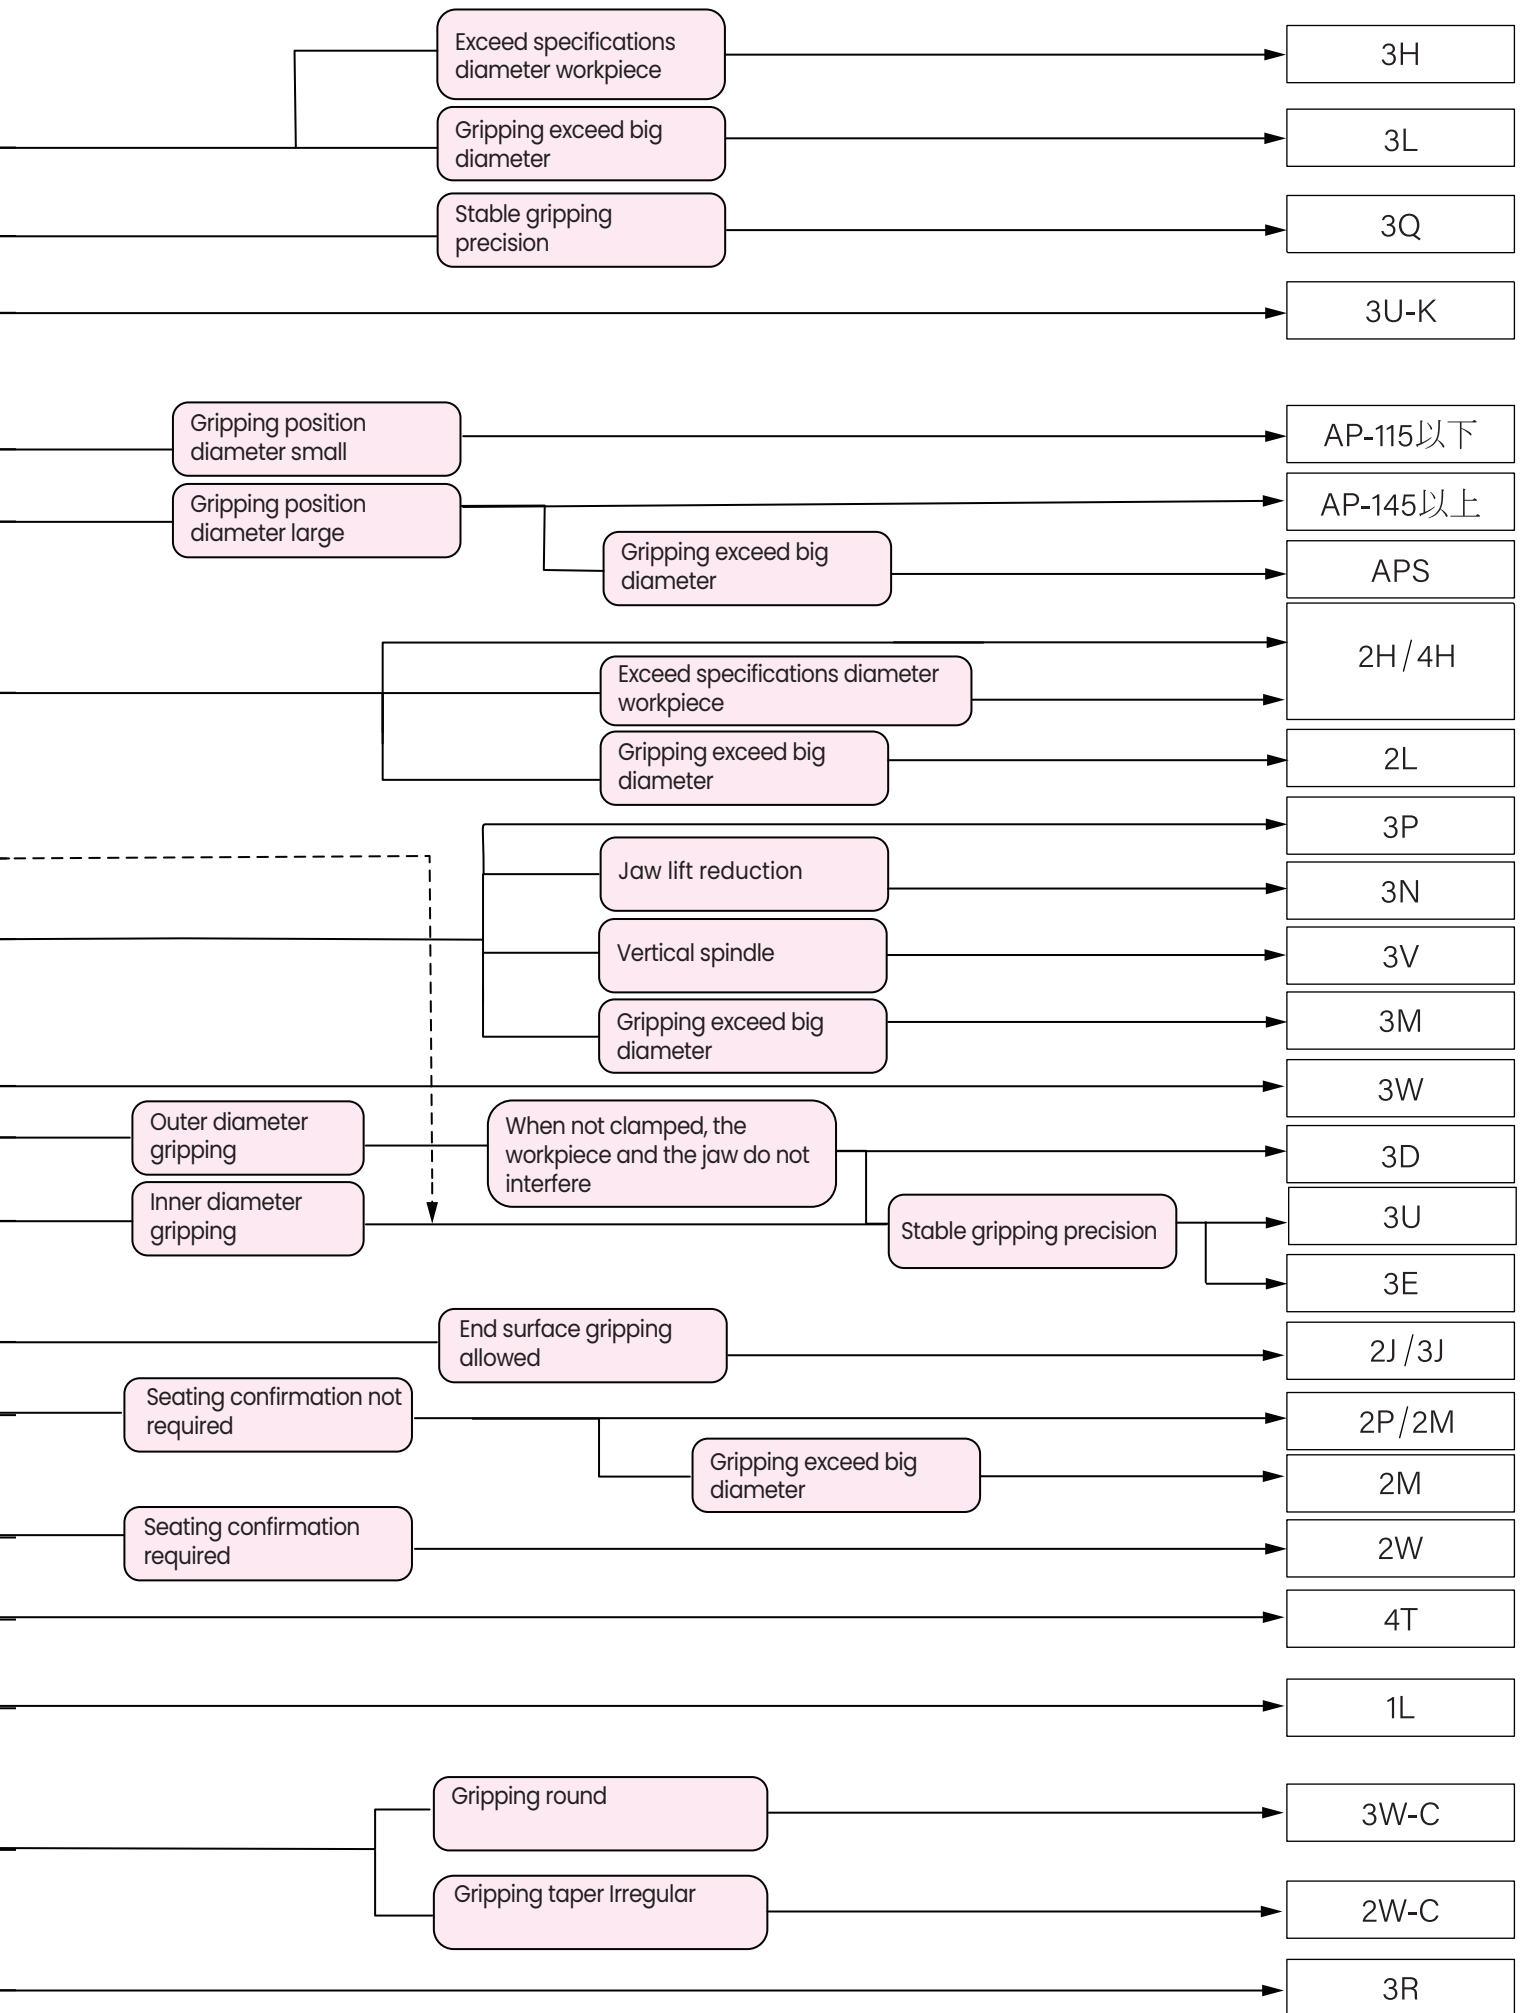 Exceed specifications
diameter workpiece
3H
Gripping exceed big
diameter
3L
Stable gripping
precision
3Q
3U-K
Gripping position
diameter small
AP-115以下
Gripping position
diameter large
AP-145以上
Gripping exceed big
diameter
APS
2H/4H
Exceed specifications diameter
workpiece
Gripping exceed big
diameter
2L
3P
Jaw lift reduction
3N
Vertical spindle
3V
Gripping exceed big
diameter
3M
3W
Outer diameter
gripping
When not clamped, the
workpiece and the jaw do not
interfere
3D
Inner diameter
gripping
Stable gripping precision
3U
3E
End surface gripping
allowed
2J/3J
Seating confirmation not
required
2P/2M
Gripping exceed big
diameter
2M
Seating confirmation
required
2W
4T
1L
Gripping round
3W-C
Gripping taper Irregular
2W-C
3R